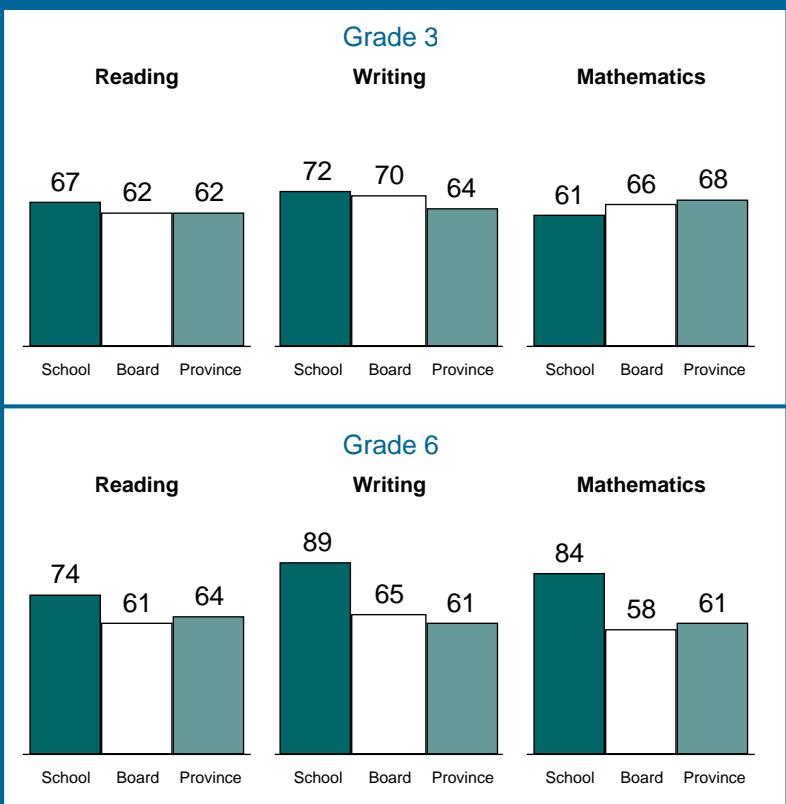 Grade 3
Reading Writing Mathematics
67 62 62 72 70 64 61 66 68
School Board Province School Board Province School Board Province
Grade 6
Reading Writing Mathematics
74 61 64 89 65 61 84 58 61
School Board Province School Board Province School Board Province